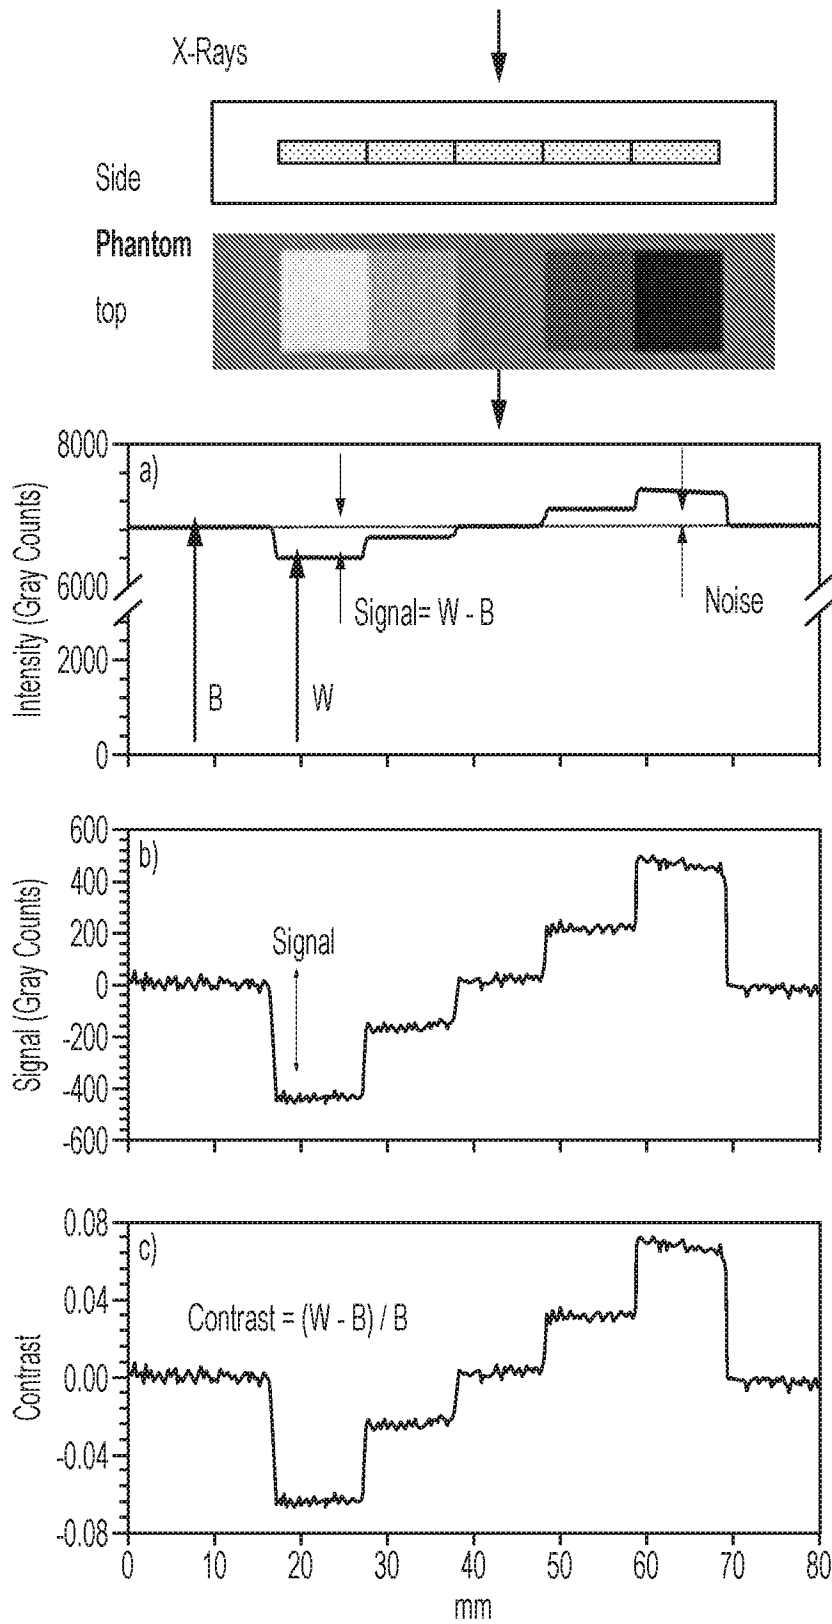 X-Rays
Side
Phantom
top
a)
Intensity (Gray Counts)
8000
6000
2000
0
B
W
Signal= W - B
Noise
b)
Signal (Gray Counts)
600
400
200
0
-200
-400
-600
Signal
c)
Contrast
0.08
0.04
0.00
-0.04
-0.08
Contrast = (W - B) / B
0 10 20 30 40 50 60 70 80
mm